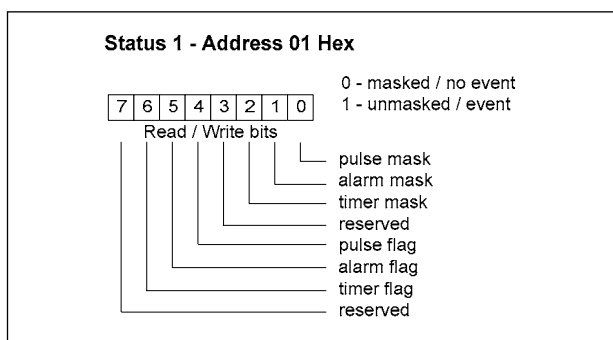 Status 1 - Address 01 Hex
0 - masked / no event
1 - unmasked / event
7 6 5 4 3 2 1 0
Read / Write bits
pulse mask
alarm mask
timer mask
reserved
pulse flag
alarm flag
timer flag
reserved